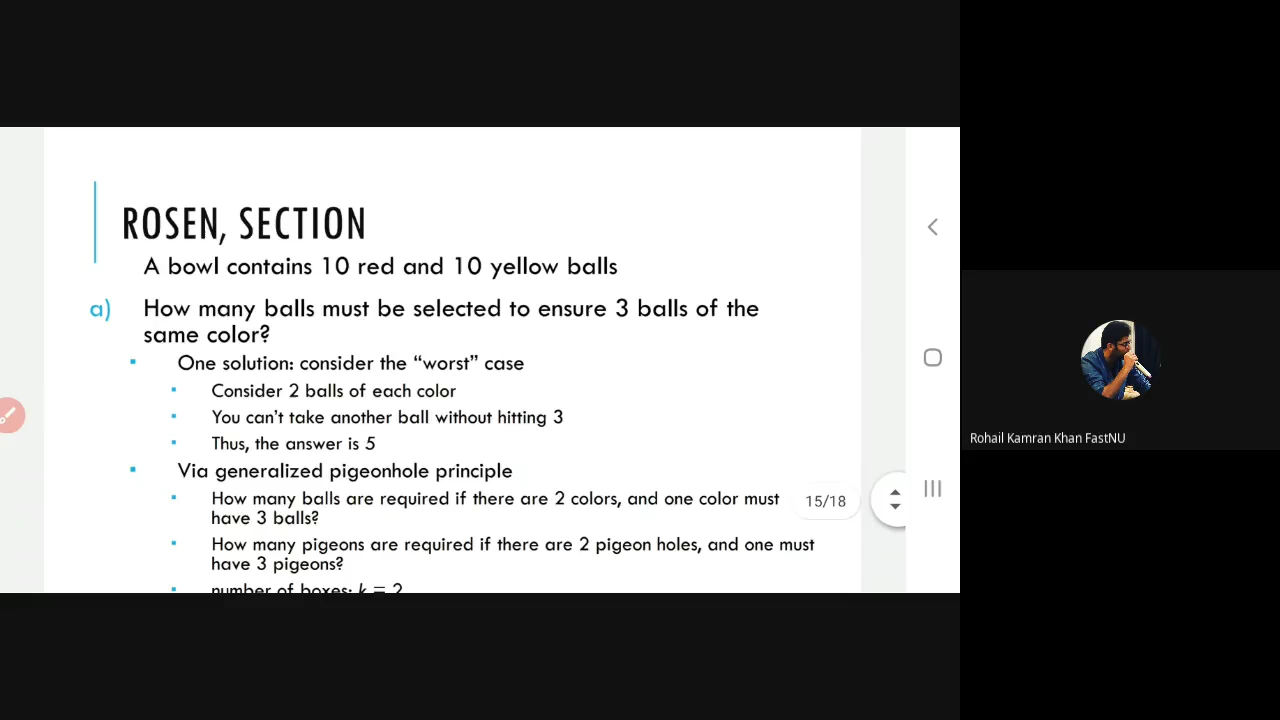 ROSEN, SECTION
A bowl contains 10 red and 10 yellow balls
a) How many balls must be selected to ensure 3 balls of the
same color?
▪ One solution: consider the “worst” case
▪ Consider 2 balls of each color
▪ You can’t take another ball without hitting 3
▪ Thus, the answer is 5
▪ Via generalized pigeonhole principle
▪ How many balls are required if there are 2 colors, and one color must
have 3 balls?
▪ How many pigeons are required if there are 2 pigeon holes, and one must
have 3 pigeons?
▪ number of boxes: k = 2
15/18
Rohail Kamran Khan FastNU